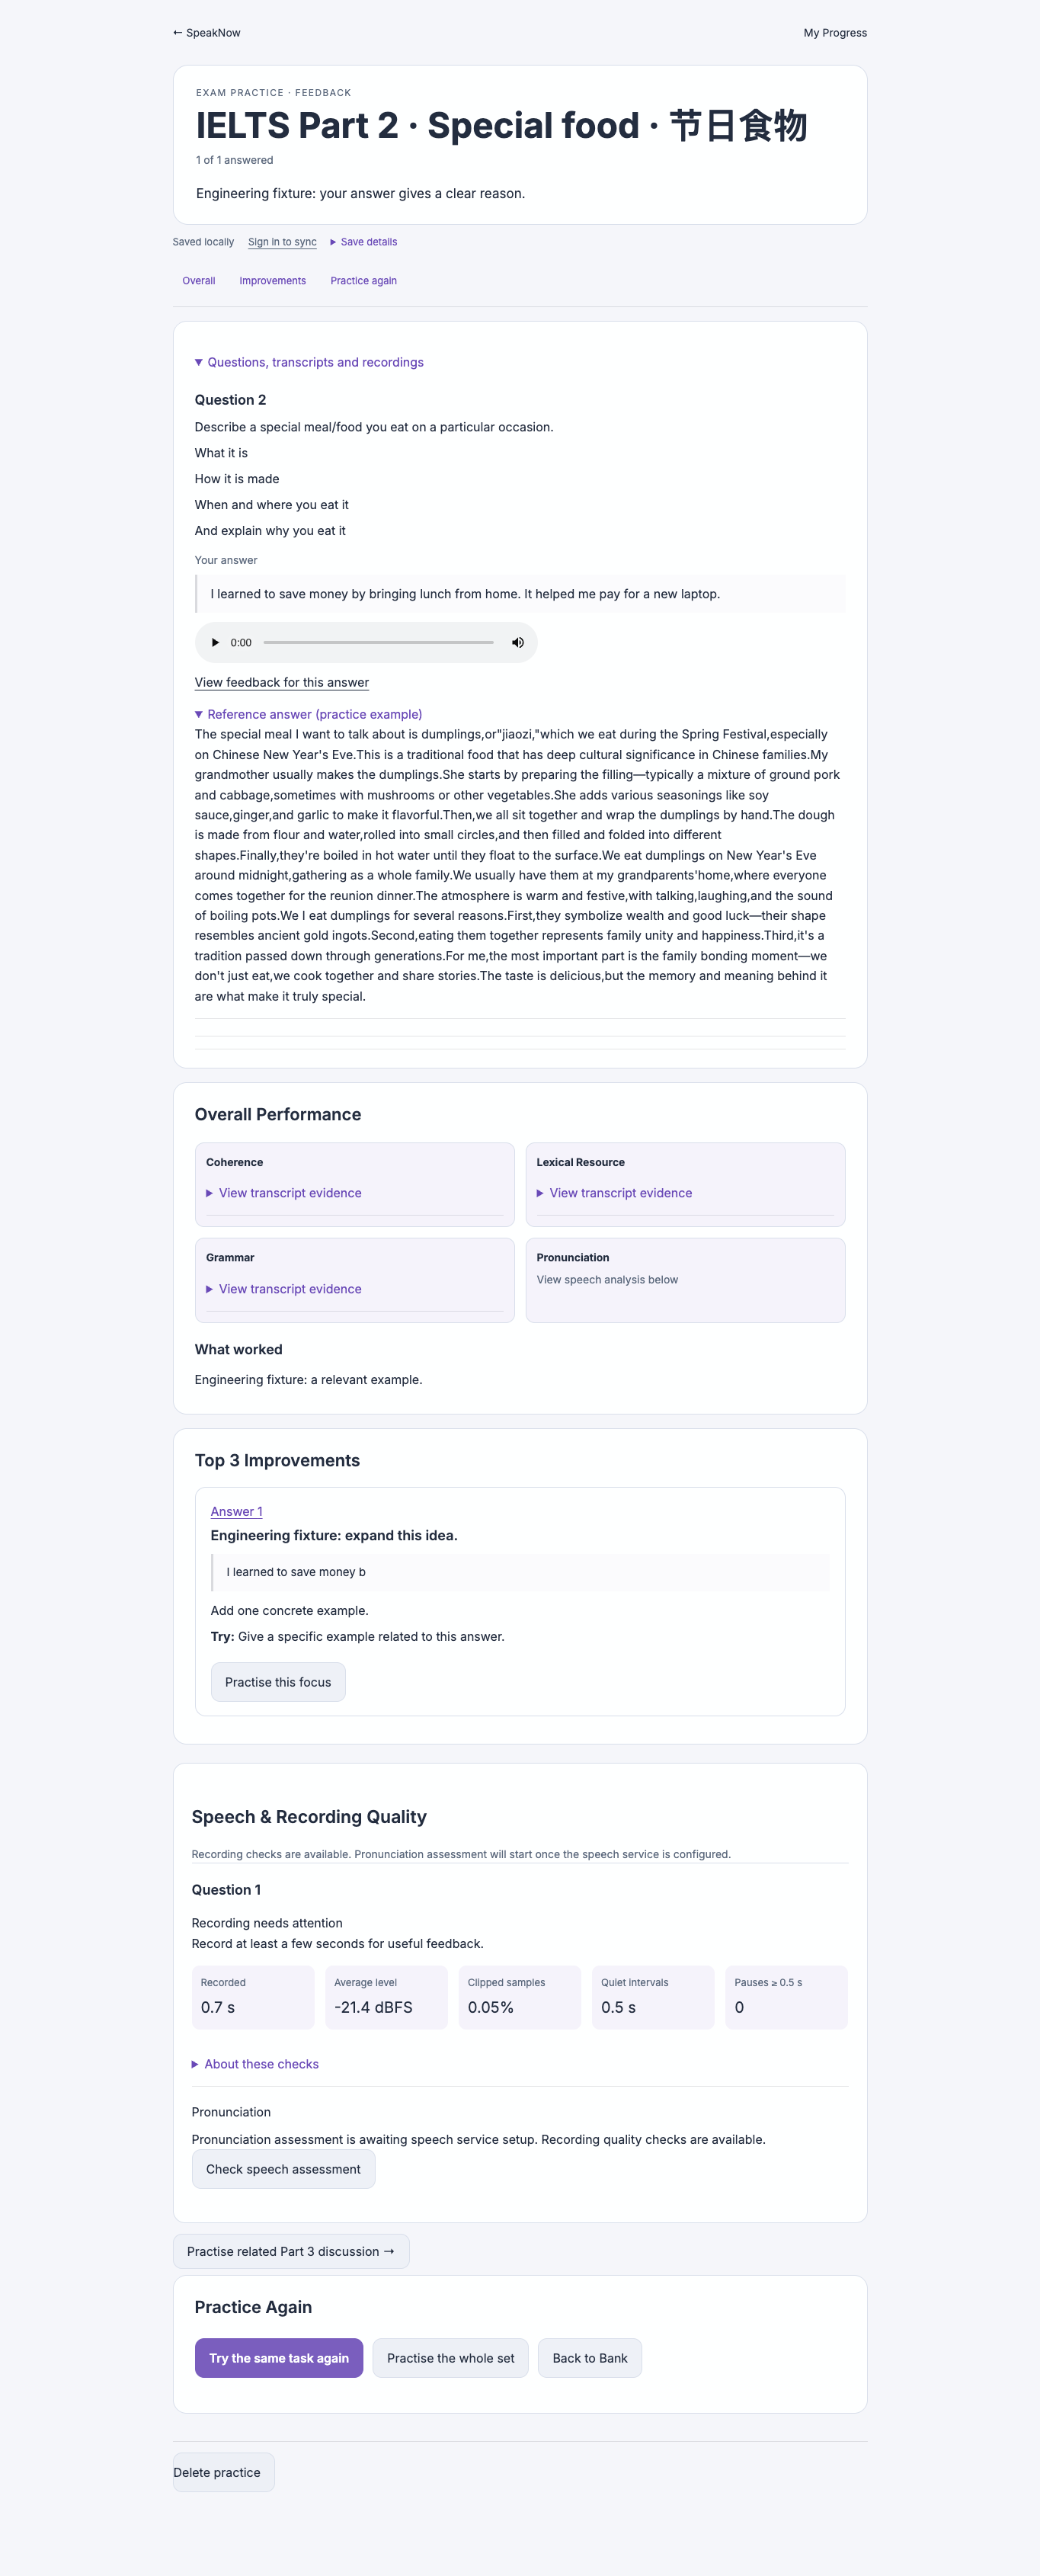 ← SpeakNow
My Progress
EXAM PRACTICE · FEEDBACK
IELTS Part 2 · Special food · 节日食物
1 of 1 answered
Engineering fixture: your answer gives a clear reason.
Saved locally
Sign in to sync
▶ Save details
Overall
Improvements
Practice again
▼ Questions, transcripts and recordings
Question 2
Describe a special meal/food you eat on a particular occasion.
What it is
How it is made
When and where you eat it
And explain why you eat it
Your answer
I learned to save money by bringing lunch from home. It helped me pay for a new laptop.
0:00
View feedback for this answer
▼ Reference answer (practice example)
The special meal I want to talk about is dumplings,or"jiaozi,"which we eat during the Spring Festival,especially
on Chinese New Year's Eve.This is a traditional food that has deep cultural significance in Chinese families.My
grandmother usually makes the dumplings.She starts by preparing the filling—typically a mixture of ground pork
and cabbage,sometimes with mushrooms or other vegetables.She adds various seasonings like soy
sauce,ginger,and garlic to make it flavorful.Then,we all sit together and wrap the dumplings by hand.The dough
is made from flour and water,rolled into small circles,and then filled and folded into different
shapes.Finally,they're boiled in hot water until they float to the surface.We eat dumplings on New Year's Eve
around midnight,gathering as a whole family.We usually have them at my grandparents'home,where everyone
comes together for the reunion dinner.The atmosphere is warm and festive,with talking,laughing,and the sound
of boiling pots.We I eat dumplings for several reasons.First,they symbolize wealth and good luck—their shape
resembles ancient gold ingots.Second,eating them together represents family unity and happiness.Third,it's a
tradition passed down through generations.For me,the most important part is the family bonding moment—we
don't just eat,we cook together and share stories.The taste is delicious,but the memory and meaning behind it
are what make it truly special.
Overall Performance
Coherence
▶ View transcript evidence
Lexical Resource
▶ View transcript evidence
Grammar
▶ View transcript evidence
Pronunciation
View speech analysis below
What worked
Engineering fixture: a relevant example.
Top 3 Improvements
Answer 1
Engineering fixture: expand this idea.
I learned to save money b
Add one concrete example.
Try: Give a specific example related to this answer.
Practise this focus
Speech & Recording Quality
Recording checks are available. Pronunciation assessment will start once the speech service is configured.
Question 1
Recording needs attention
Record at least a few seconds for useful feedback.
Recorded
0.7 s
Average level
-21.4 dBFS
Clipped samples
0.05%
Quiet intervals
0.5 s
Pauses ≥ 0.5 s
0
▶ About these checks
Pronunciation
Pronunciation assessment is awaiting speech service setup. Recording quality checks are available.
Check speech assessment
Practise related Part 3 discussion →
Practice Again
Try the same task again
Practise the whole set
Back to Bank
Delete practice